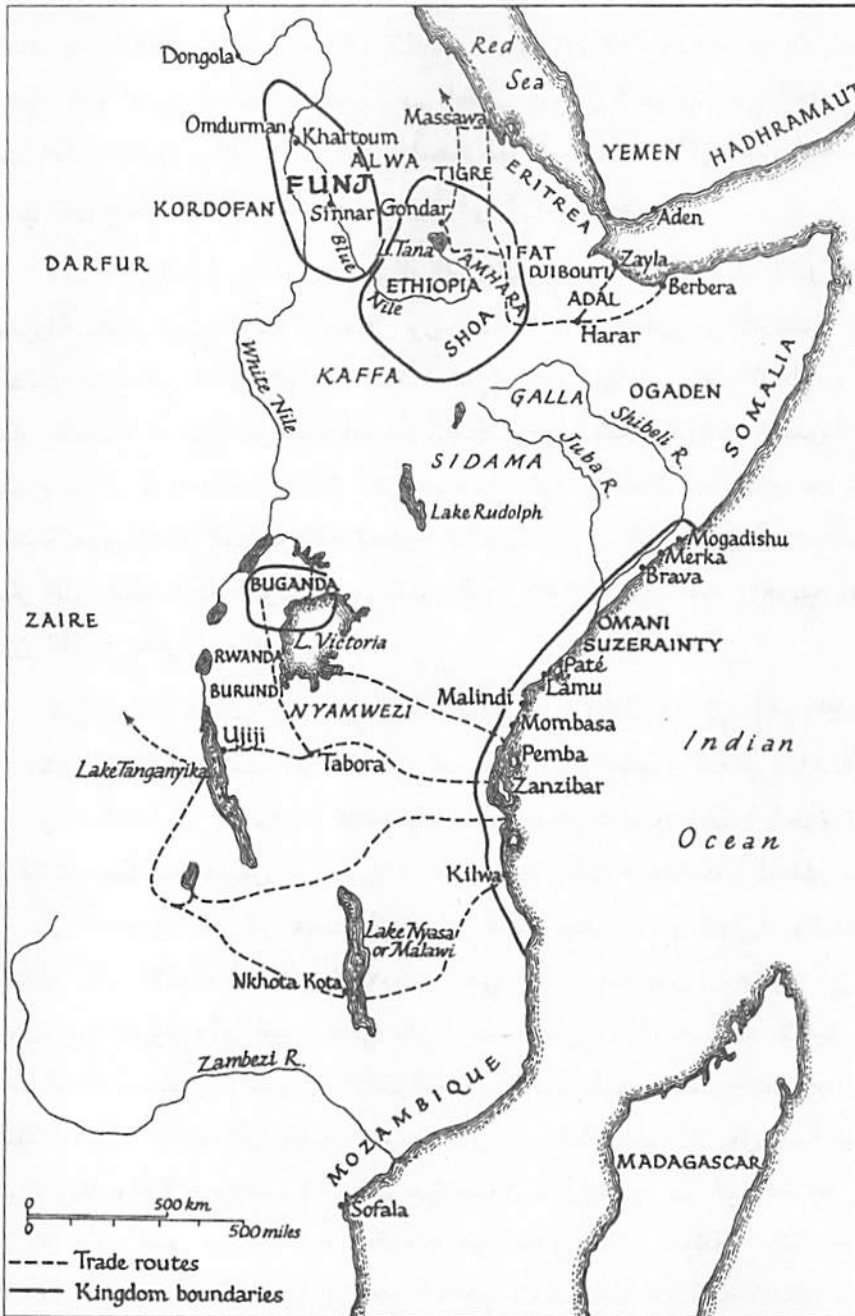 Dongola
Red
Sea
Massawa
Omdurman
Khartoum
ALWA
YEMEN
HADHRAMAUT
TIGRE
FUNJ
ERITREA
KORDOFAN
Sinnar
Gondar
Aden
Blue
L.Tana
IFAT
DARFUR
AMHARA
DJIBOUTI
Zayla
ETHIOPIA
Berbera
Nile
ADAL
SHOA
Harar
White Nile
KAFFA
GALLA
OGADEN
SOMALIA
Shibeli R.
Juba R.
SIDAMA
Lake Rudolph
Mogadishu
Merka
BUGANDA
Brava
ZAIRE
OMANI
SUZERAINTY
L. Victoria
RWANDA
Paté
BURUNDI
Lamu
Malindi
NYAMWEZI
Mombasa
Ujiji
Indian
Pemba
Tabora
Lake Tanganyika
Zanzibar
Ocean
Kilwa
Lake Nyasa
or Malawi
Nkhota Kota
Zambezi R.
MOZAMBIQUE
MADAGASCAR
Sofala
0 500 km.
0 500 miles
Trade routes
Kingdom boundaries